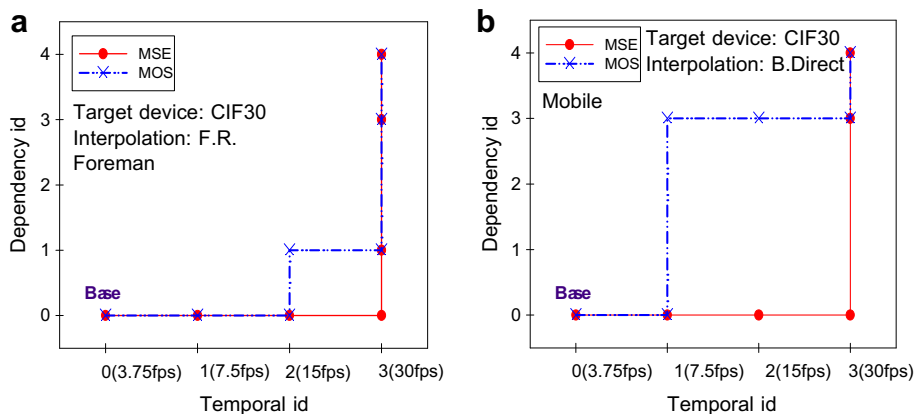 a
MSE
MOS
Target device: CIF30
Interpolation: F.R.
Foreman
Base
Dependency id
4
3
2
1
0
0(3.75fps) 1(7.5fps) 2(15fps) 3(30fps)
Temporal id
b
MSE
MOS
Target device: CIF30
Interpolation: B.Direct
Mobile
Base
Dependency id
4
3
2
1
0
0(3.75fps) 1(7.5fps) 2(15fps) 3(30fps)
Temporal id